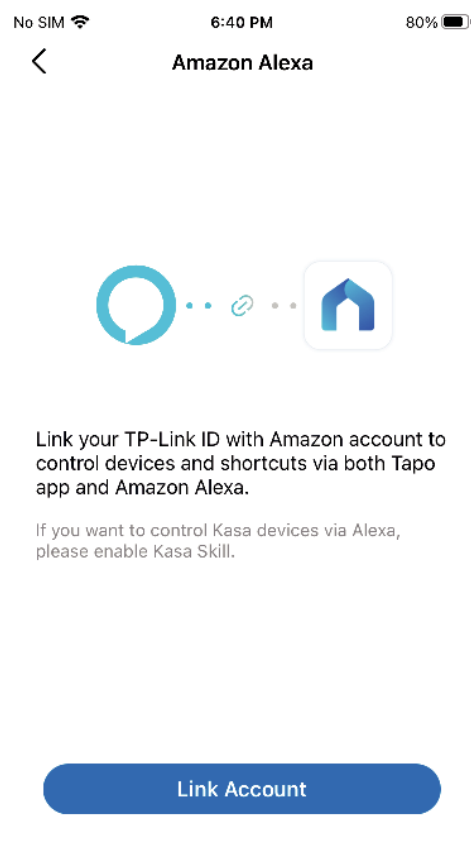 No SIM 6:40 PM 80%
Amazon Alexa
Link your TP-Link ID with Amazon account to
control devices and shortcuts via both Tapo
app and Amazon Alexa.
If you want to control Kasa devices via Alexa,
please enable Kasa Skill.
Link Account